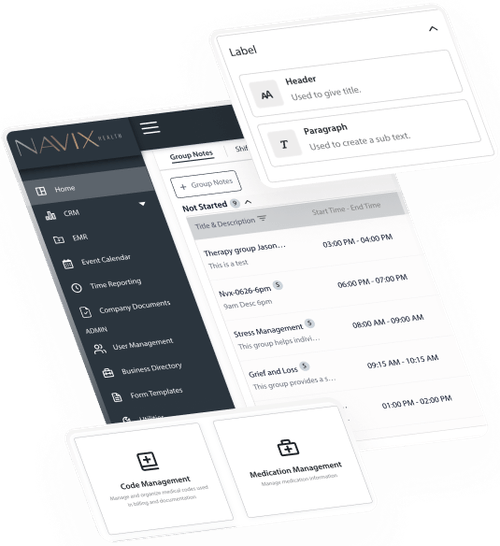 Label
Header
Used to give title.
Paragraph
Used to create a sub text.
NAVIX HEALTH
Home
CRM
EMR
Event Calendar
Time Reporting
Company Documents
ADMIN
User Management
Business Directory
Form Templates
Utilities
Group Notes
+ Group Notes
Not Started 9
Title & Description
Start Time - End Time
Therapy group Jason...
03:00 PM - 04:00 PM
This is a test
Nvx-0626-6pm 5
06:00 PM - 07:00 PM
9am Desc 6pm
Stress Management 5
08:00 AM - 09:00 AM
This group helps indivi...
Grief and Loss 5
09:15 AM - 10:15 AM
This group provides a s...
01:00 PM - 02:00 PM
Code Management
Manage and organize medical codes used
in billing and documentation.
Medication Management
Manage medication information